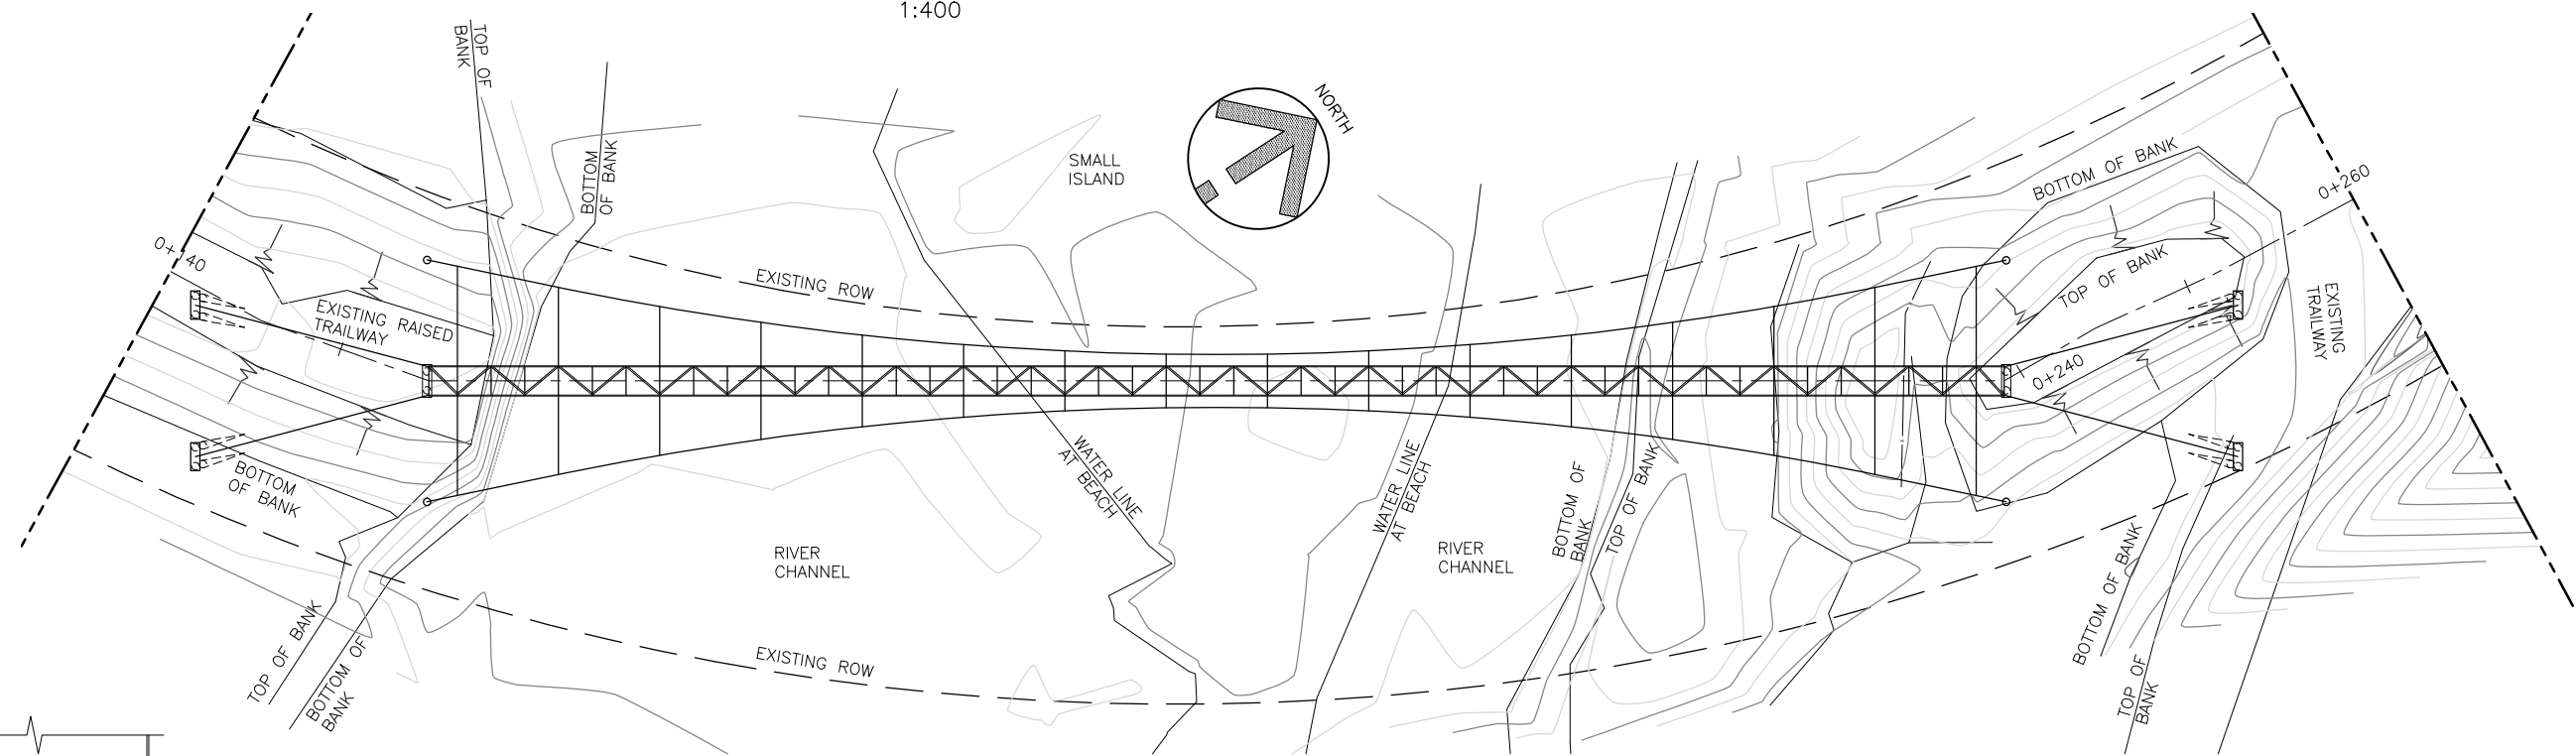 1:400
TOP OF
BANK
BOTTOM
OF BANK
SMALL
ISLAND
NORTH
BOTTOM OF BANK
0+260
EXISTING ROW
TOP OF BANK
EXISTING
TRAILWAY
EXISTING RAISED
TRAILWAY
0+240
BOTTOM
OF BANK
WATER LINE
AT BEACH
WATER LINE
AT BEACH
BOTTOM OF
BANK
TOP OF BANK
RIVER
CHANNEL
RIVER
CHANNEL
BOTTOM OF BANK
TOP OF BANK
BOTTOM OF
BANK
EXISTING ROW
TOP OF
BANK